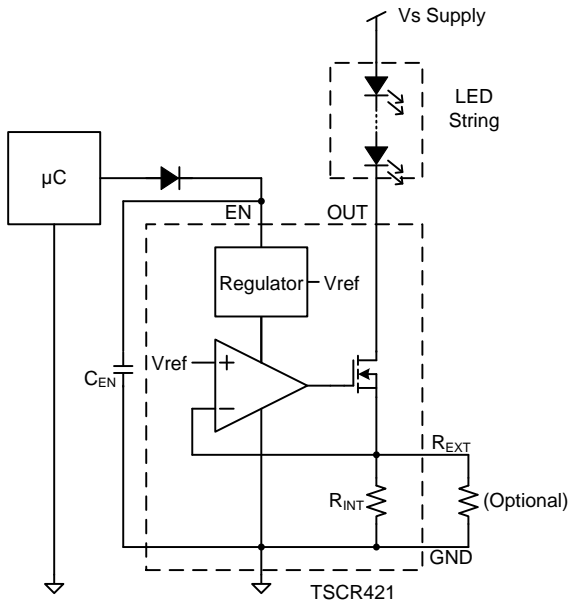 Vs Supply
LED
String
µC
EN
OUT
Regulator
Vref
Vref
+
−
CEN
REXT
RINT
(Optional)
GND
TSCR421